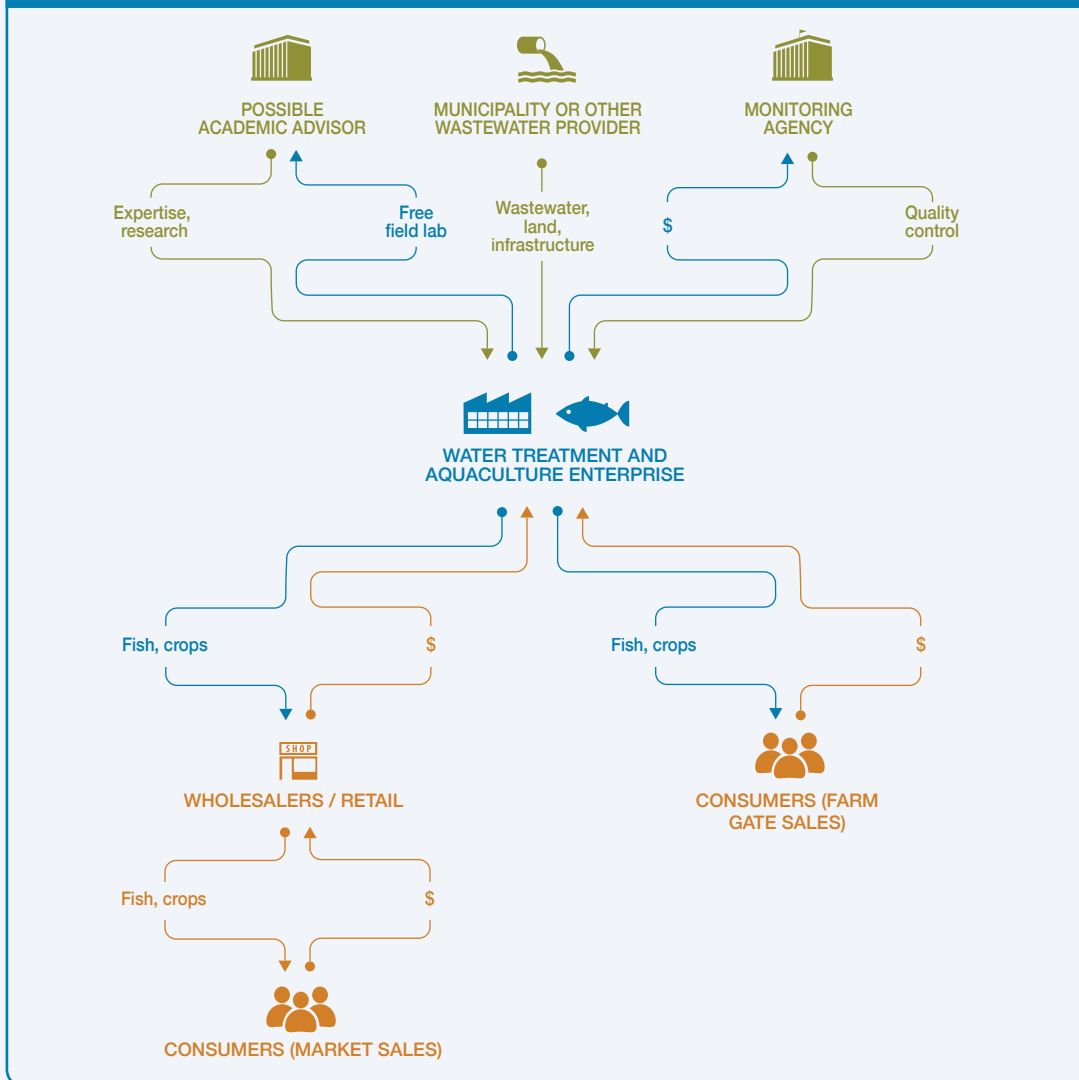 POSSIBLE
ACADEMIC ADVISOR
MUNICIPALITY OR OTHER
WASTEWATER PROVIDER
MONITORING
AGENCY
Expertise,
research
Free
field lab
Wastewater,
land,
infrastructure
$
Quality
control
WATER TREATMENT AND
AQUACULTURE ENTERPRISE
Fish, crops
$
Fish, crops
$
SHOP
WHOLESALERS / RETAIL
CONSUMERS (FARM
GATE SALES)
Fish, crops
$
CONSUMERS (MARKET SALES)